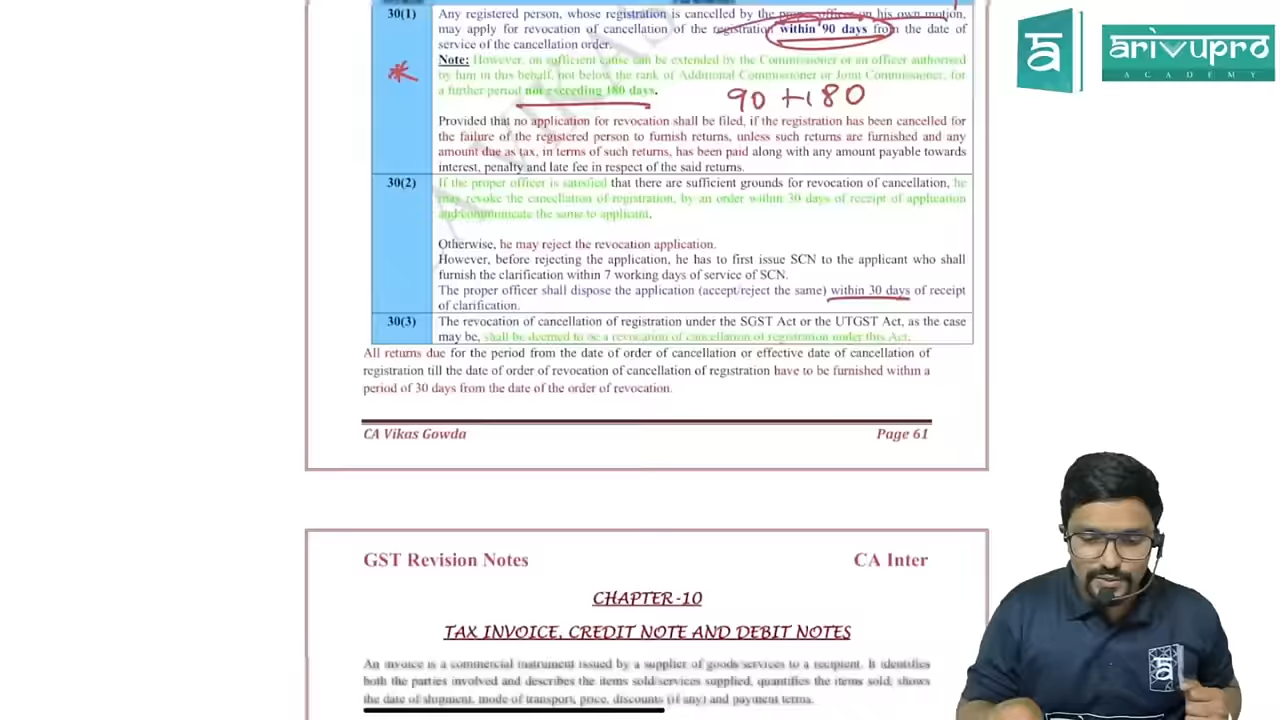 30(1)
Any registered person, whose registration is cancelled by the proper officer on his own motion,
may apply for revocation of cancellation of the registration within 90 days from the date of
service of the cancellation order.
Note: However, on sufficient cause can be extended by the Commissioner or an officer authorised
by him in this behalf, not below the rank of Additional Commissioner or Joint Commissioner, for
a further period not exceeding 180 days.
90 +180
Provided that no application for revocation shall be filed, if the registration has been cancelled for
the failure of the registered person to furnish returns, unless such returns are furnished and any
amount due as tax, in terms of such returns, has been paid along with any amount payable towards
interest, penalty and late fee in respect of the said returns.
30(2)
If the proper officer is satisfied that there are sufficient grounds for revocation of cancellation, he
may revoke the cancellation of registration, by an order within 30 days of receipt of application
and communicate the same to applicant.
Otherwise, he may reject the revocation application.
However, before rejecting the application, he has to first issue SCN to the applicant who shall
furnish the clarification within 7 working days of service of SCN.
The proper officer shall dispose the application (accept/reject the same) within 30 days of receipt
of clarification.
30(3)
The revocation of cancellation of registration under the SGST Act or the UTGST Act, as the case
may be, shall be deemed to be a revocation of cancellation of registration under this Act.
All returns due for the period from the date of order of cancellation or effective date of cancellation of
registration till the date of order of revocation of cancellation of registration have to be furnished within a
period of 30 days from the date of the order of revocation.
CA Vikas Gowda
Page 61
GST Revision Notes
CA Inter
CHAPTER -10
TAX INVOICE, CREDIT NOTE AND DEBIT NOTES
An invoice is a commercial instrument issued by a supplier of goods/services to a recipient. It identifies
both the parties involved and describes the items sold/services supplied, quantifies the items sold, shows
the date of shipment, mode of transport, price, discounts (if any) and payment terms.
arivupro
ACADEMY